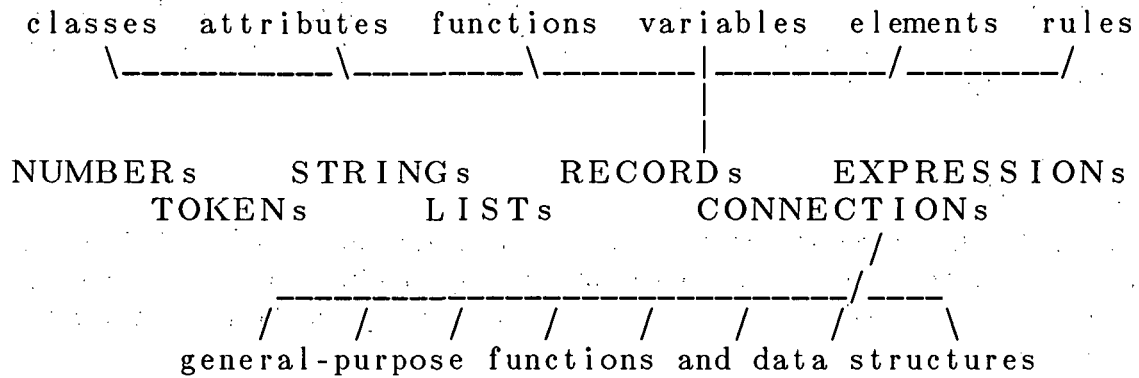 classes attributes functions variables elements rules
NUMBERs STRINGs RECORDs EXPRESSIONs
TOKENs LISTs CONNECTIONs
general-purpose functions and data structures